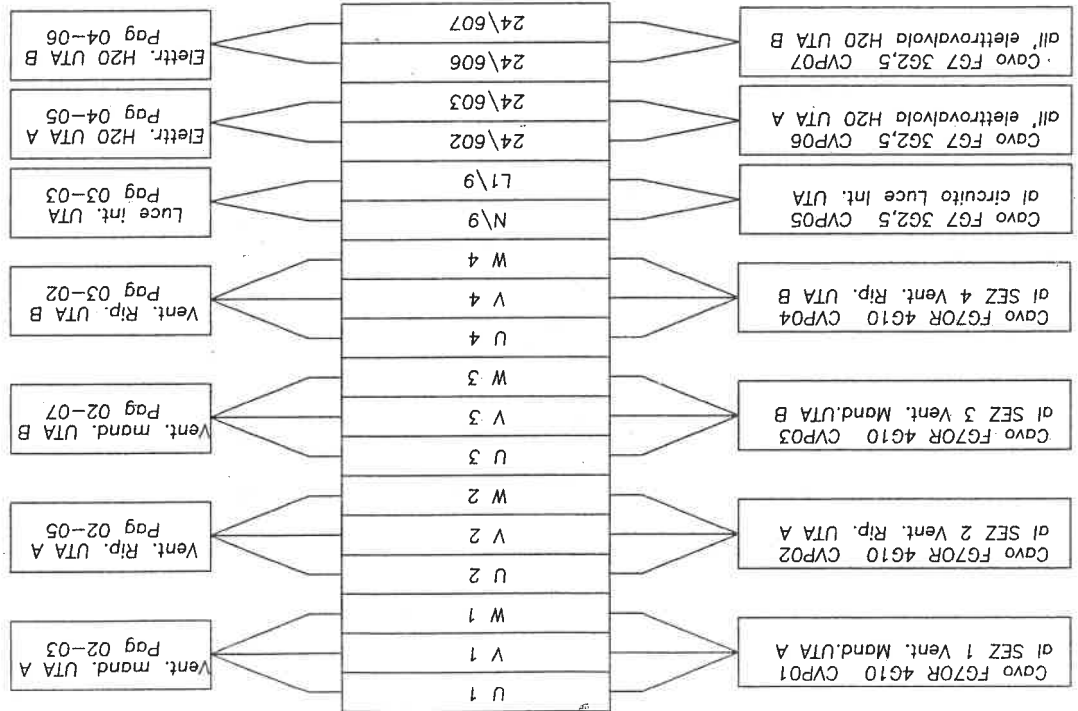 Cavo FG7OR 4G10 CVP01
al SEZ 1 Vent. Mand.UTA A
U 1
V 1
W 1
Vent. mand. UTA A
Pag 02-03
Cavo FG7OR 4G10 CVP02
al SEZ 2 Vent. Rip. UTA A
U 2
V 2
W 2
Vent. Rip. UTA A
Pag 02-05
Cavo FG7OR 4G10 CVP03
al SEZ 3 Vent. Mand.UTA B
U 3
V 3
W 3
Vent. mand. UTA B
Pag 02-07
Cavo FG7OR 4G10 CVP04
al SEZ 4 Vent. Rip. UTA B
U 4
V 4
W 4
Vent. Rip. UTA B
Pag 03-02
Cavo FG7 3G2,5 CVP05
al circuito Luce Int. UTA
N\9
L1\9
Luce int. UTA
Pag 03-03
Cavo FG7 3G2,5 CVP06
all' elettrovalvola H20 UTA A
24\602
24\603
Elettr. H20 UTA A
Pag 04-05
Cavo FG7 3G2,5 CVP07
all' elettrovalvola H20 UTA B
24\606
24\607
Elettr. H20 UTA B
Pag 04-06